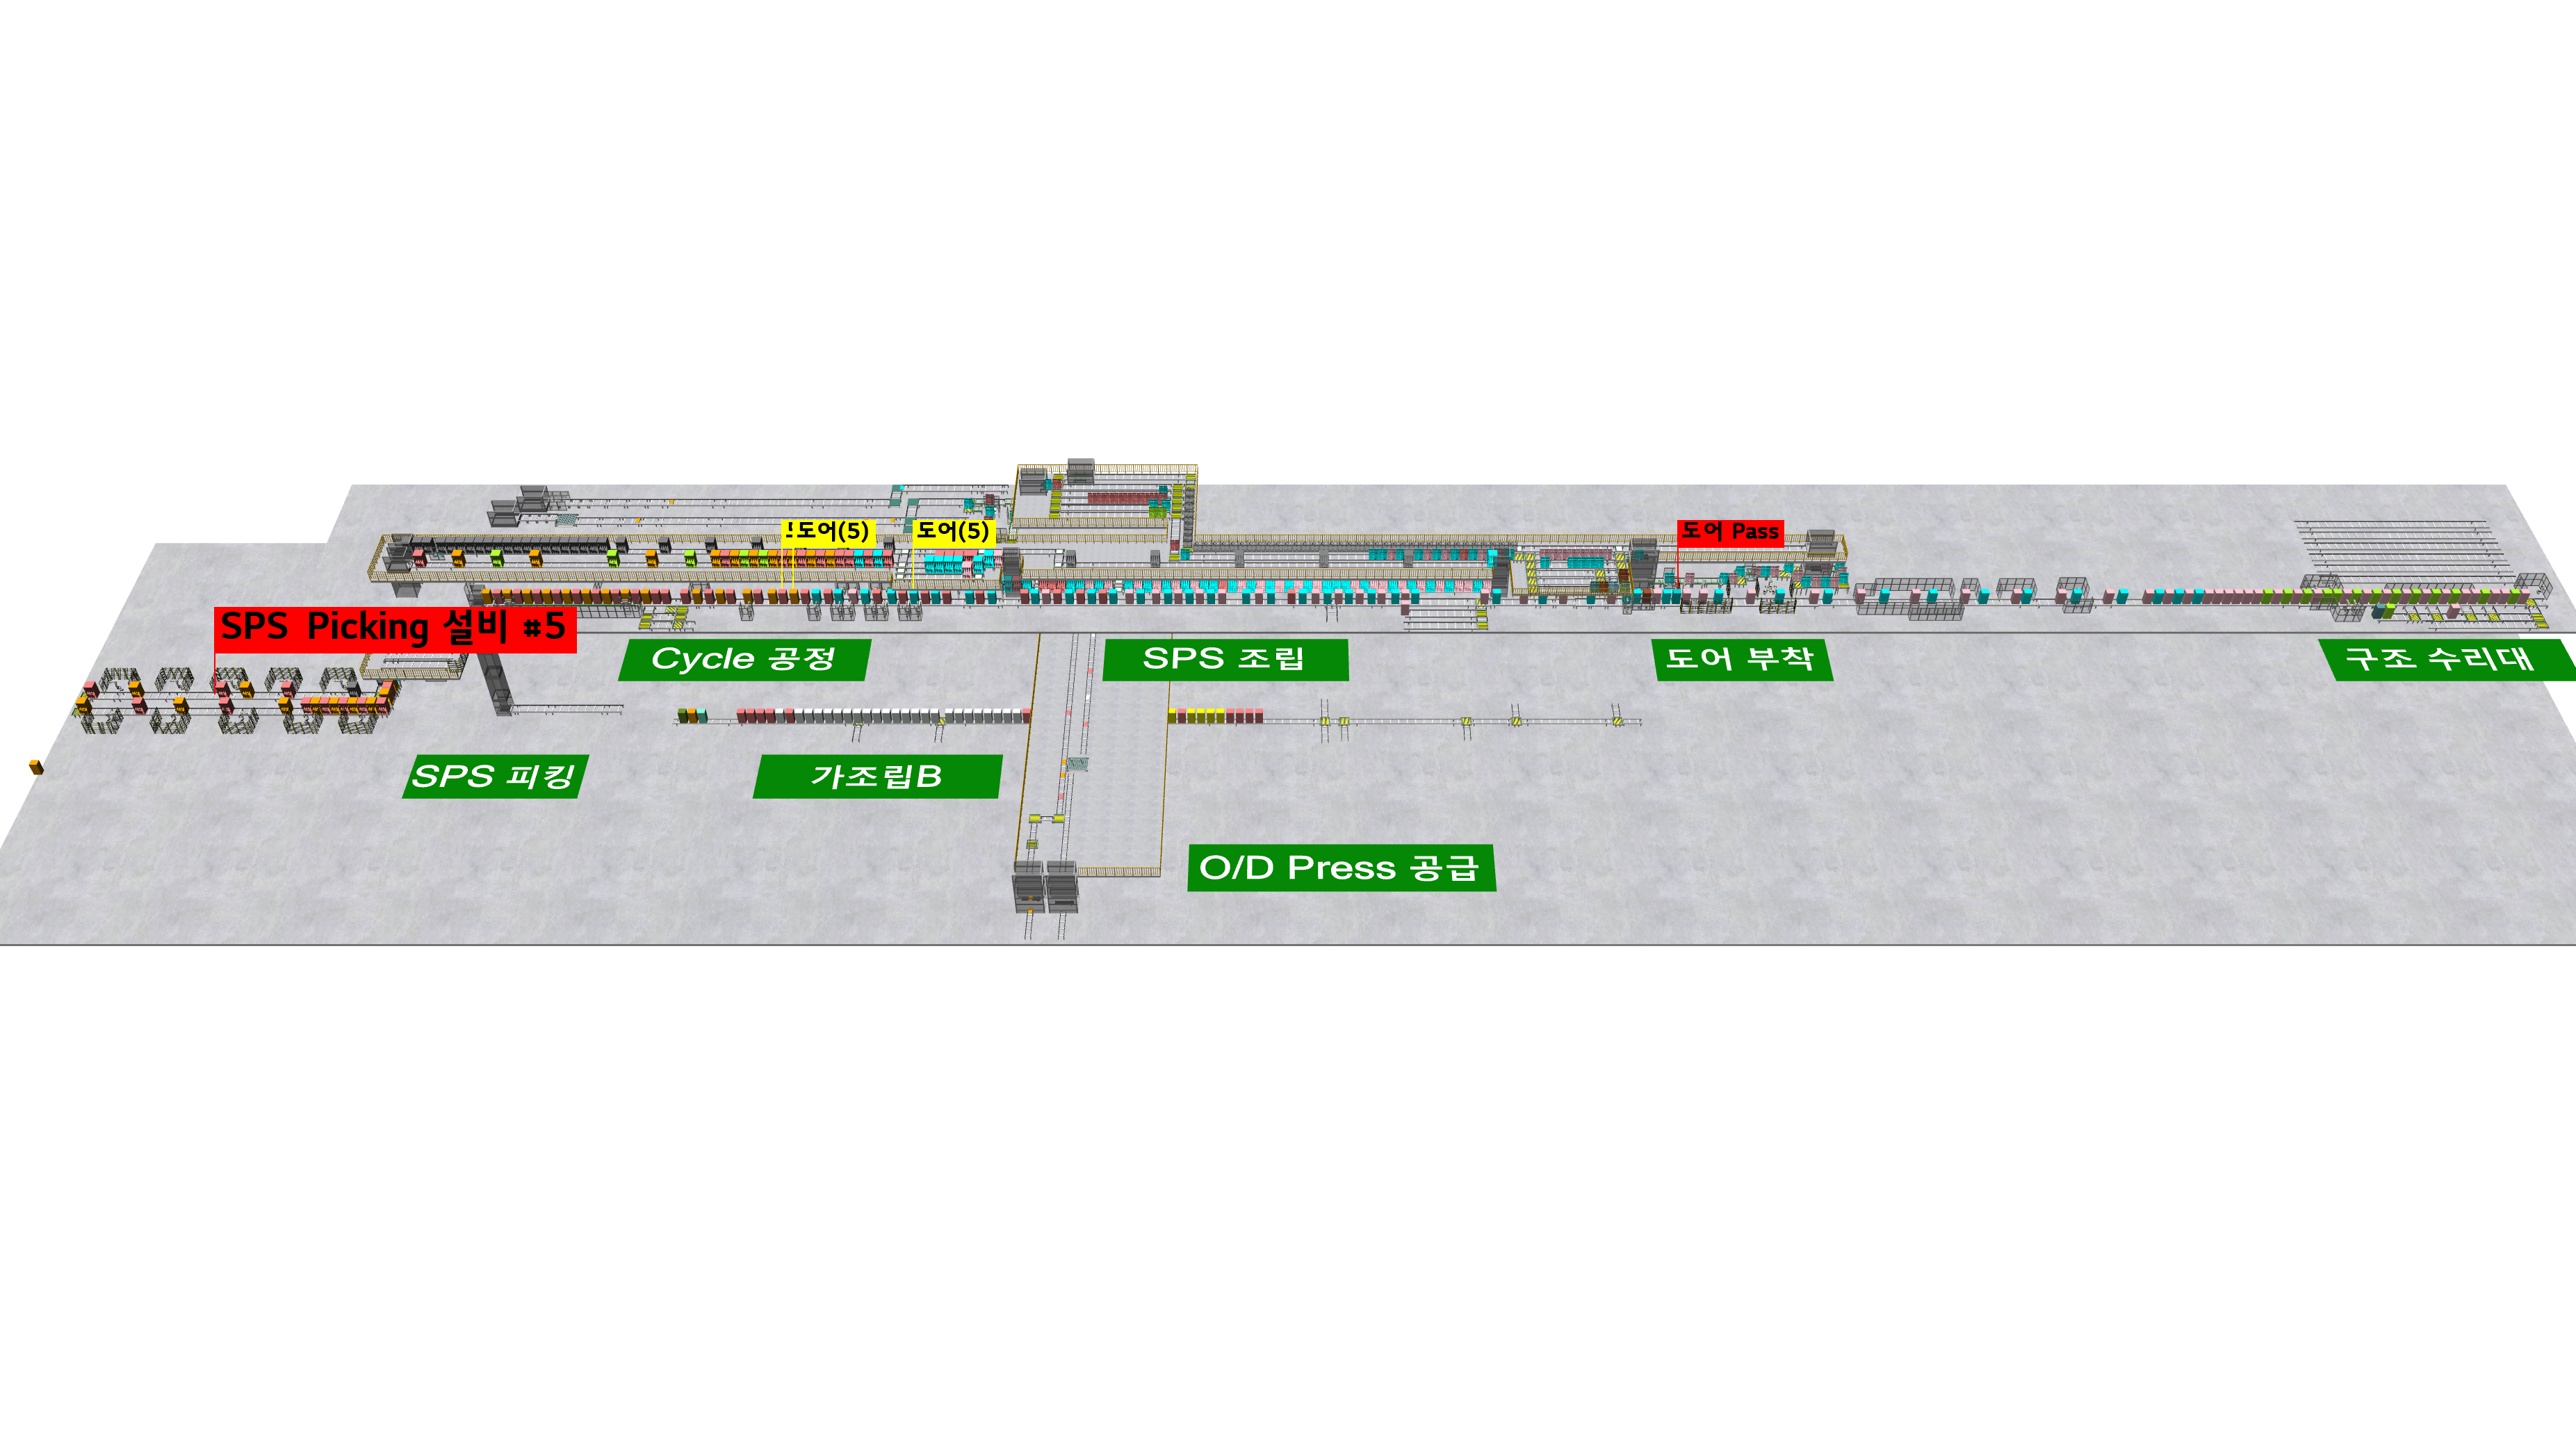 도어(5)
도어(5)
도어 Pass
SPS Picking 설비 #5
Cycle 공정
SPS 조립
도어 부착
구조 수리대
SPS 피킹
가조립B
O/D Press 공급